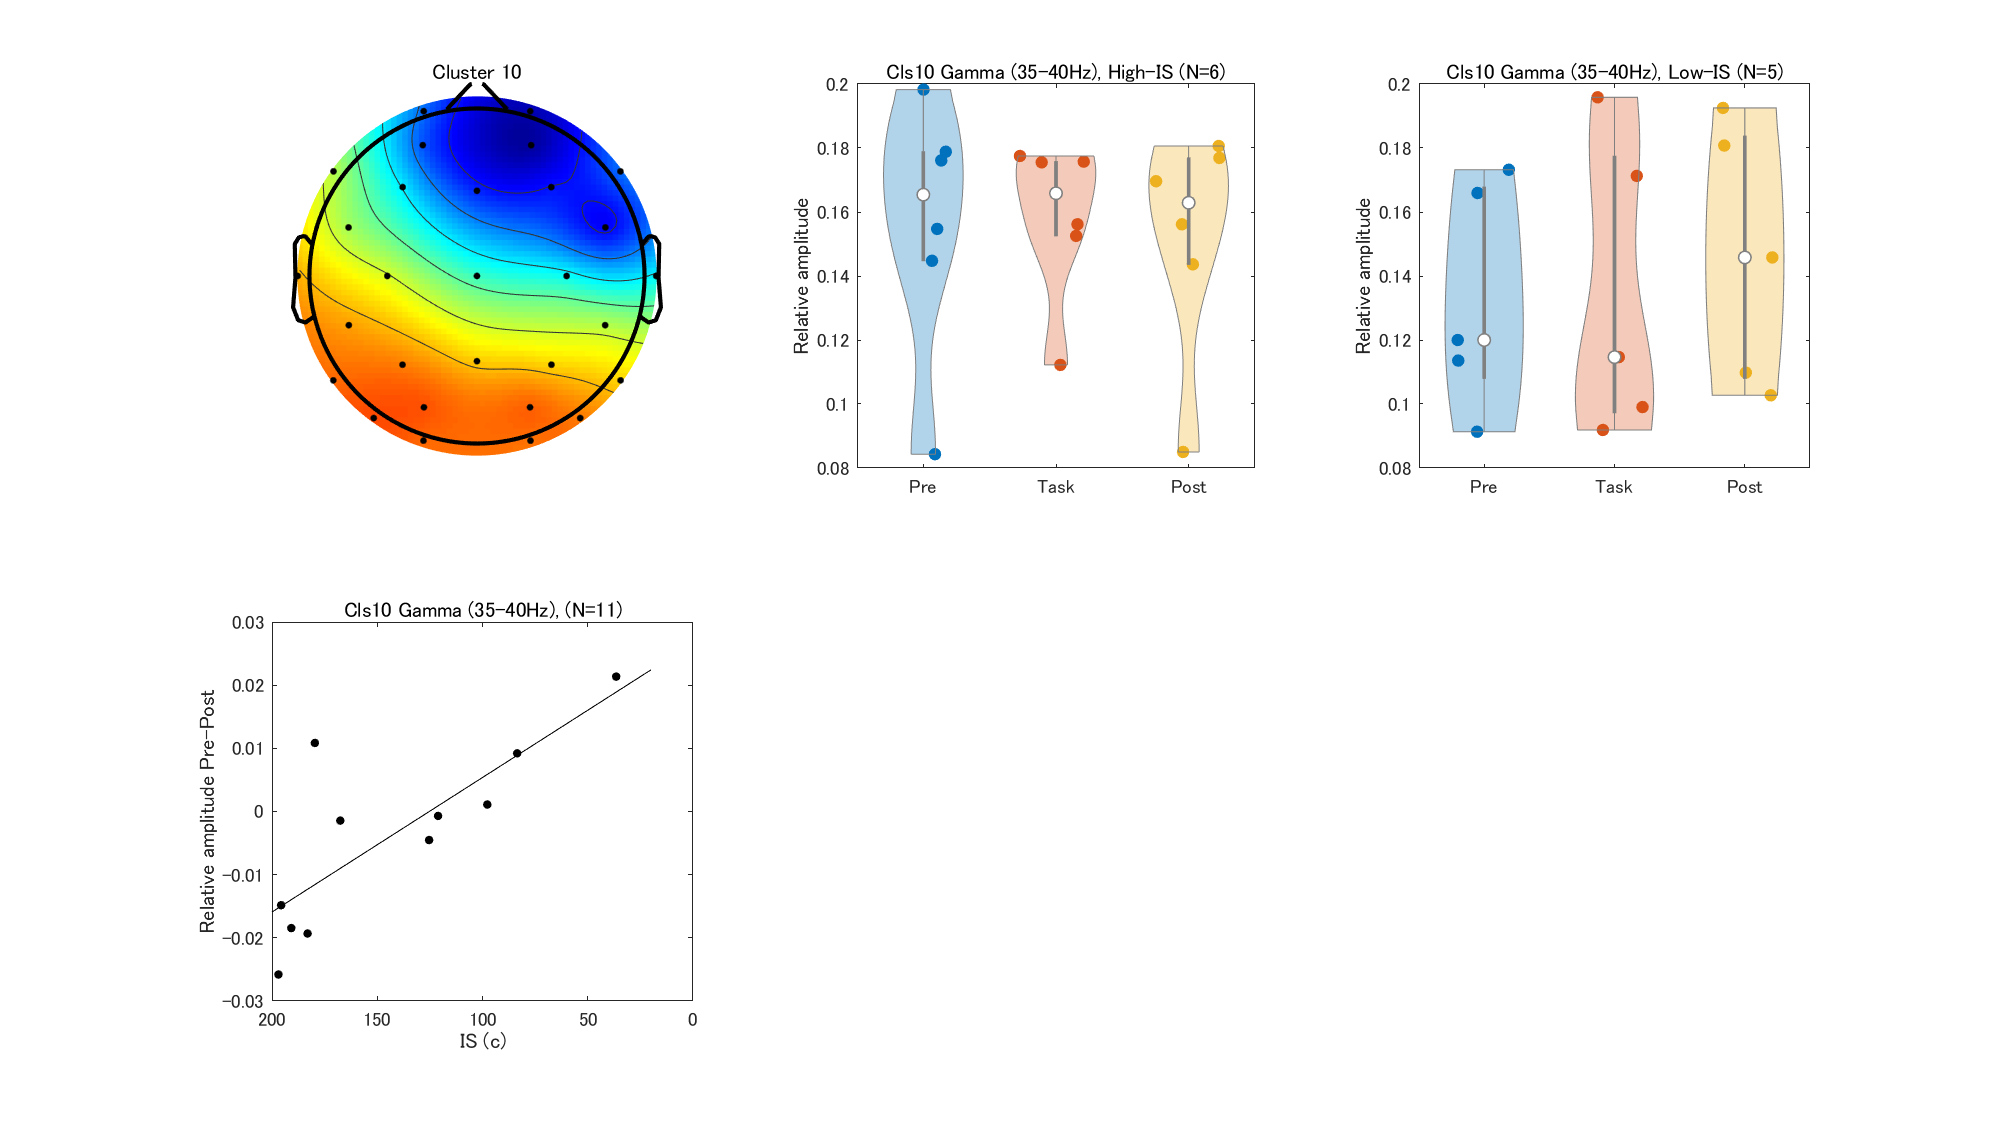 Cluster 10
Cls10 Gamma (35-40Hz), High-IS (N=6)
0.2
0.18
0.16
0.14
0.12
0.1
0.08
Relative amplitude
Pre Task Post
Cls10 Gamma (35-40Hz), Low-IS (N=5)
0.2
0.18
0.16
0.14
0.12
0.1
0.08
Relative amplitude
Pre Task Post
Cls10 Gamma (35-40Hz), (N=11)
0.03
0.02
0.01
0
-0.01
-0.02
-0.03
Relative amplitude Pre-Post
200 150 100 50 0
IS (c)